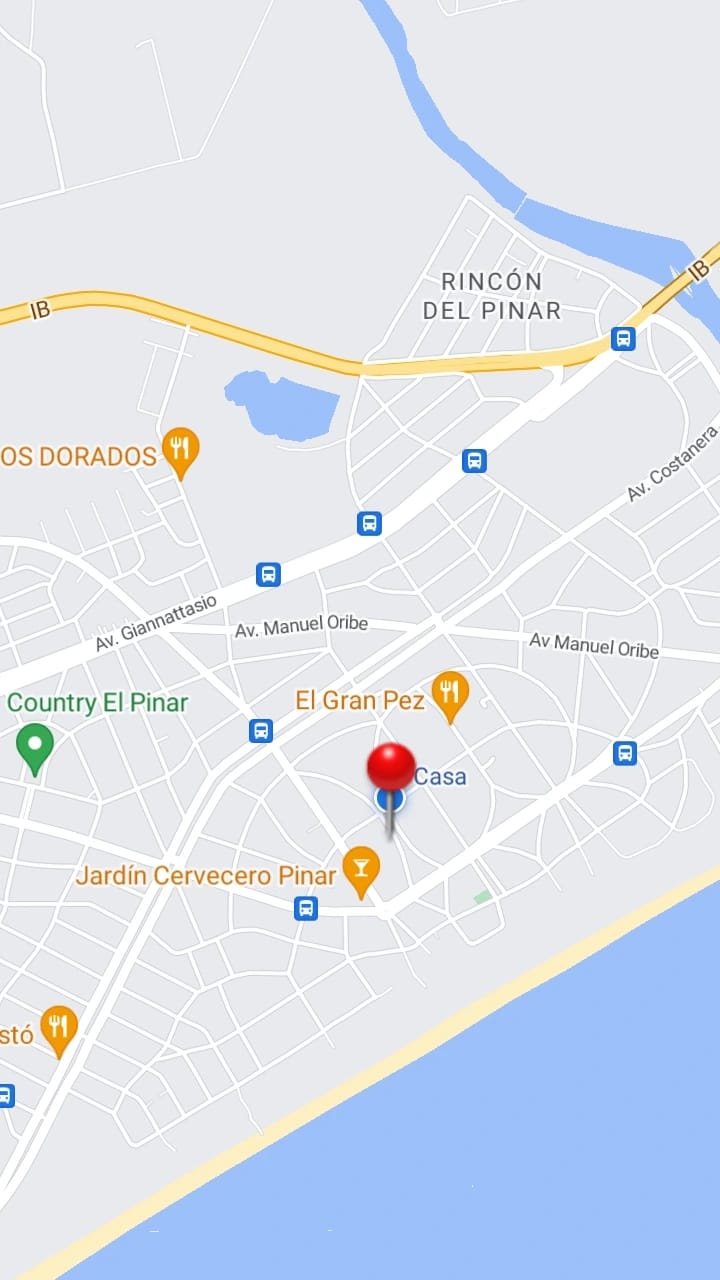 RINCÓN
DEL PINAR
IB
IB
OS DORADOS
Av. Costanera
Av. Giannattasio
Av. Manuel Oribe
Av Manuel Oribe
Country El Pinar
El Gran Pez
Casa
Jardín Cervecero Pinar
stó